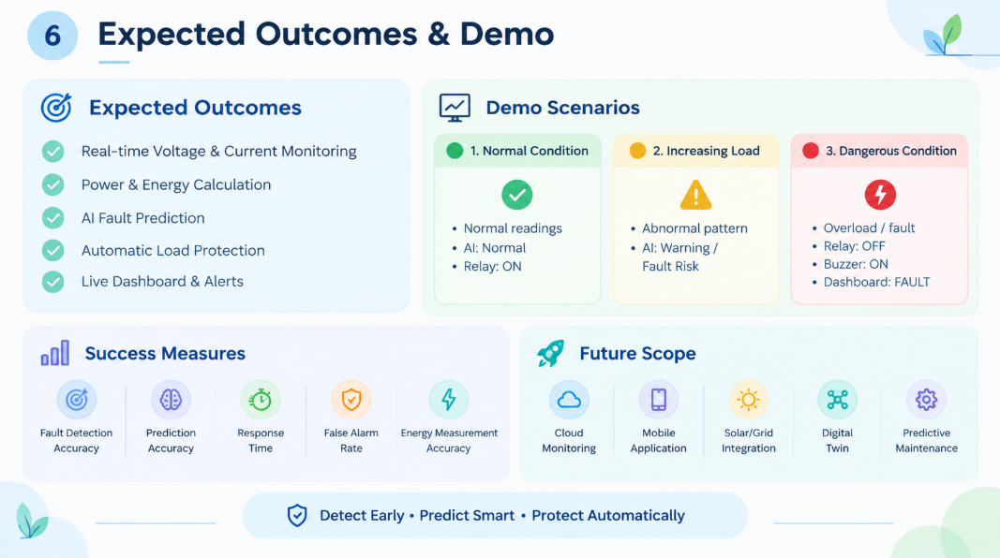 6
Expected Outcomes & Demo
Expected Outcomes
Real-time Voltage & Current Monitoring
Power & Energy Calculation
AI Fault Prediction
Automatic Load Protection
Live Dashboard & Alerts
Demo Scenarios
1. Normal Condition
• Normal readings
• AI: Normal
• Relay: ON
2. Increasing Load
• Abnormal pattern
• AI: Warning /
Fault Risk
3. Dangerous Condition
• Overload / fault
• Relay: OFF
• Buzzer: ON
• Dashboard: FAULT
Success Measures
Fault Detection
Accuracy
Prediction
Accuracy
Response
Time
False Alarm
Rate
Energy Measurement
Accuracy
Future Scope
Cloud
Monitoring
Mobile
Application
Solar/Grid
Integration
Digital
Twin
Predictive
Maintenance
Detect Early • Predict Smart • Protect Automatically